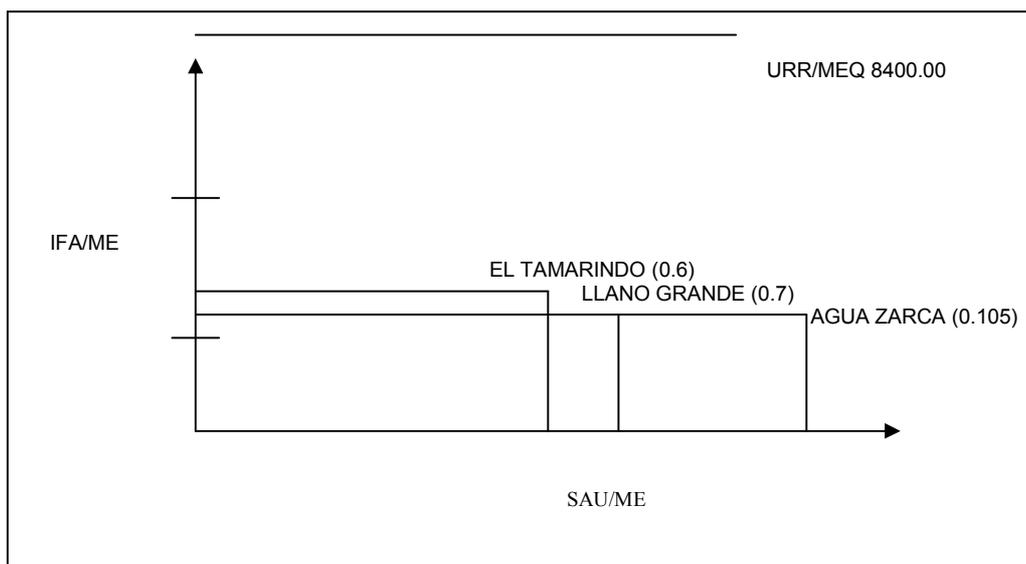 URR/MEQ 8400.00
IFA/ME
EL TAMARINDO (0.6)
LLANO GRANDE (0.7)
AGUA ZARCA (0.105)
SAU/ME